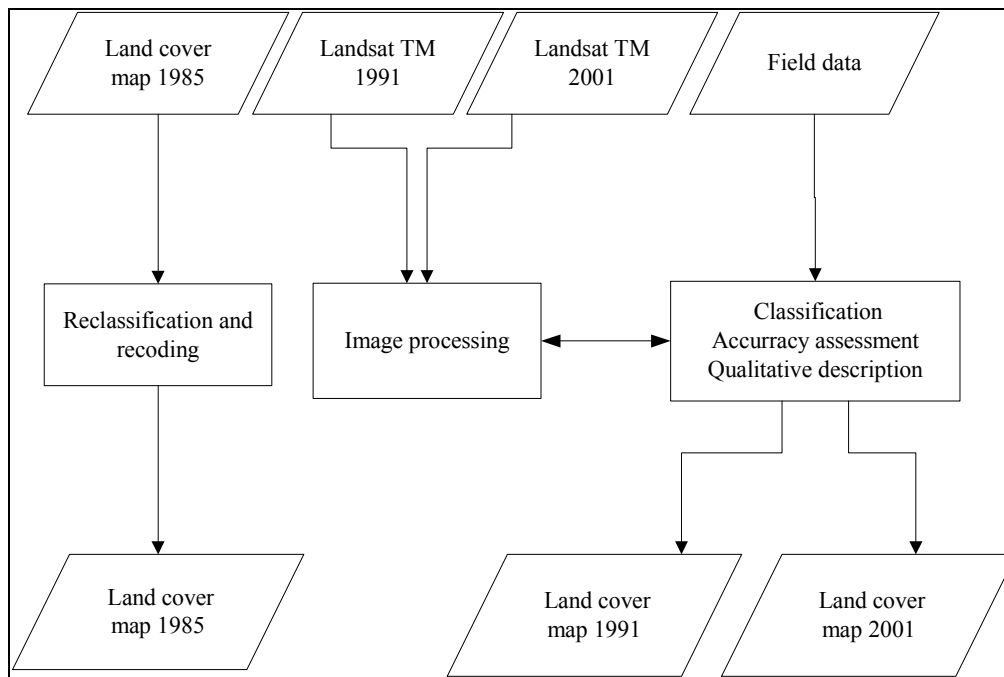 Land cover
map 1985
Landsat TM
1991
Landsat TM
2001
Field data
Reclassification and
recoding
Image processing
Classification
Accurracy assessment
Qualitative description
Land cover
map 1985
Land cover
map 1991
Land cover
map 2001